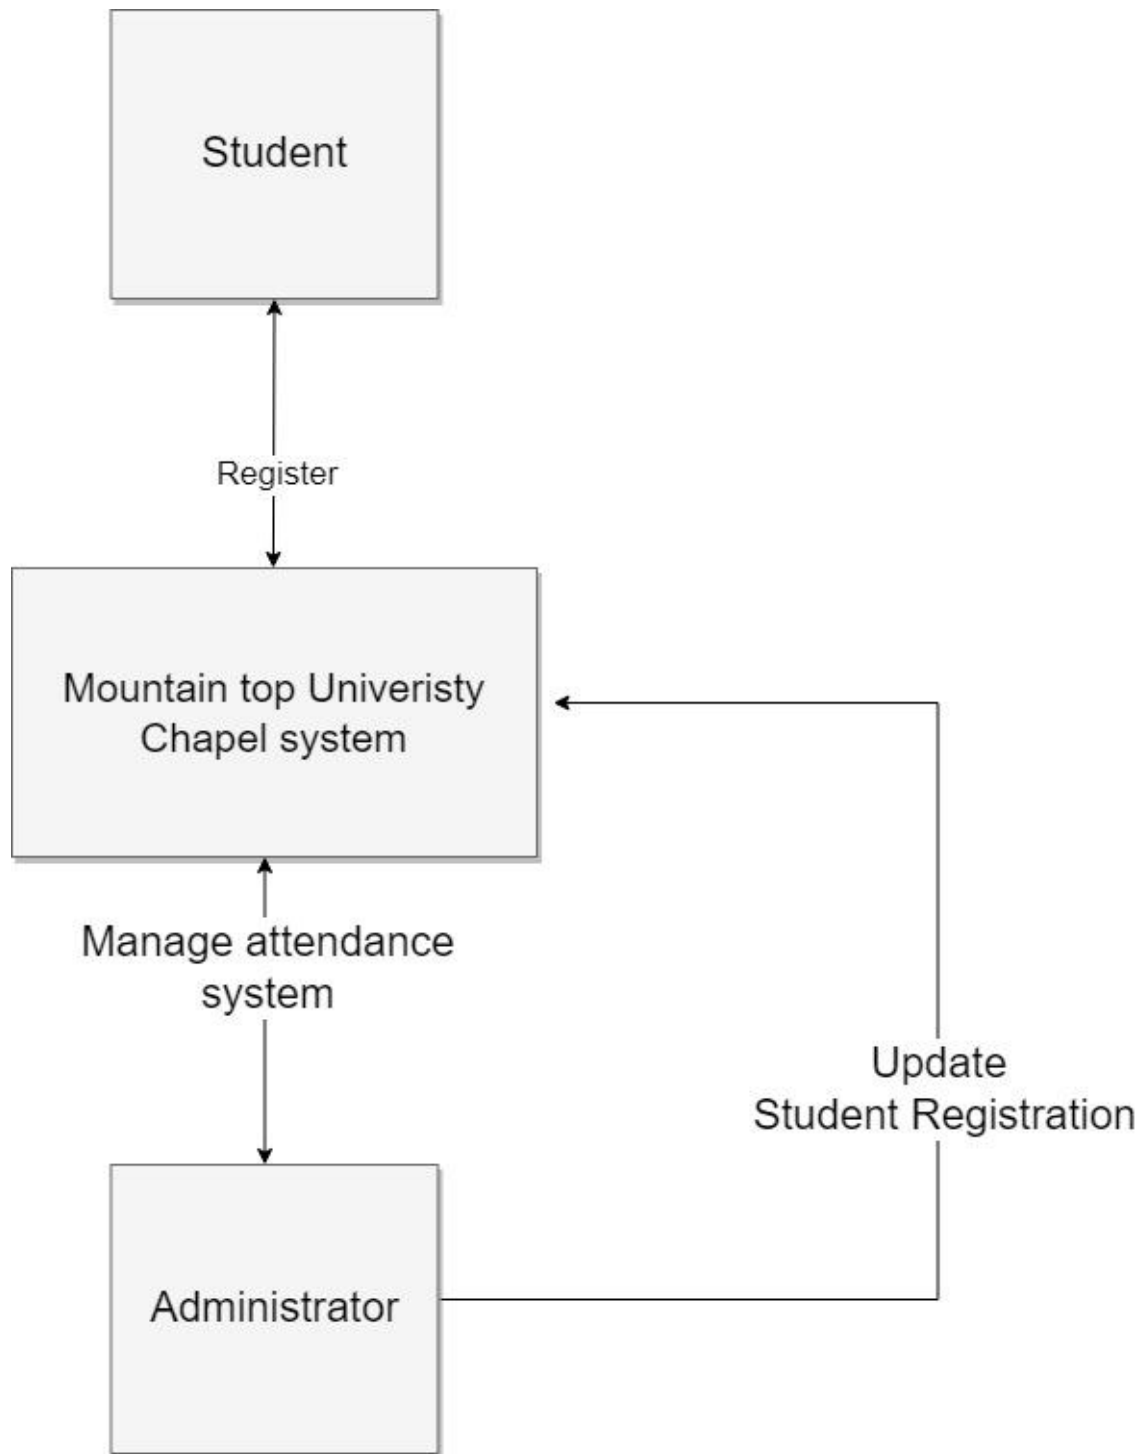 Student
Register
Mountain top Univeristy
Chapel system
Manage attendance
system
Update
Student Registration
Administrator